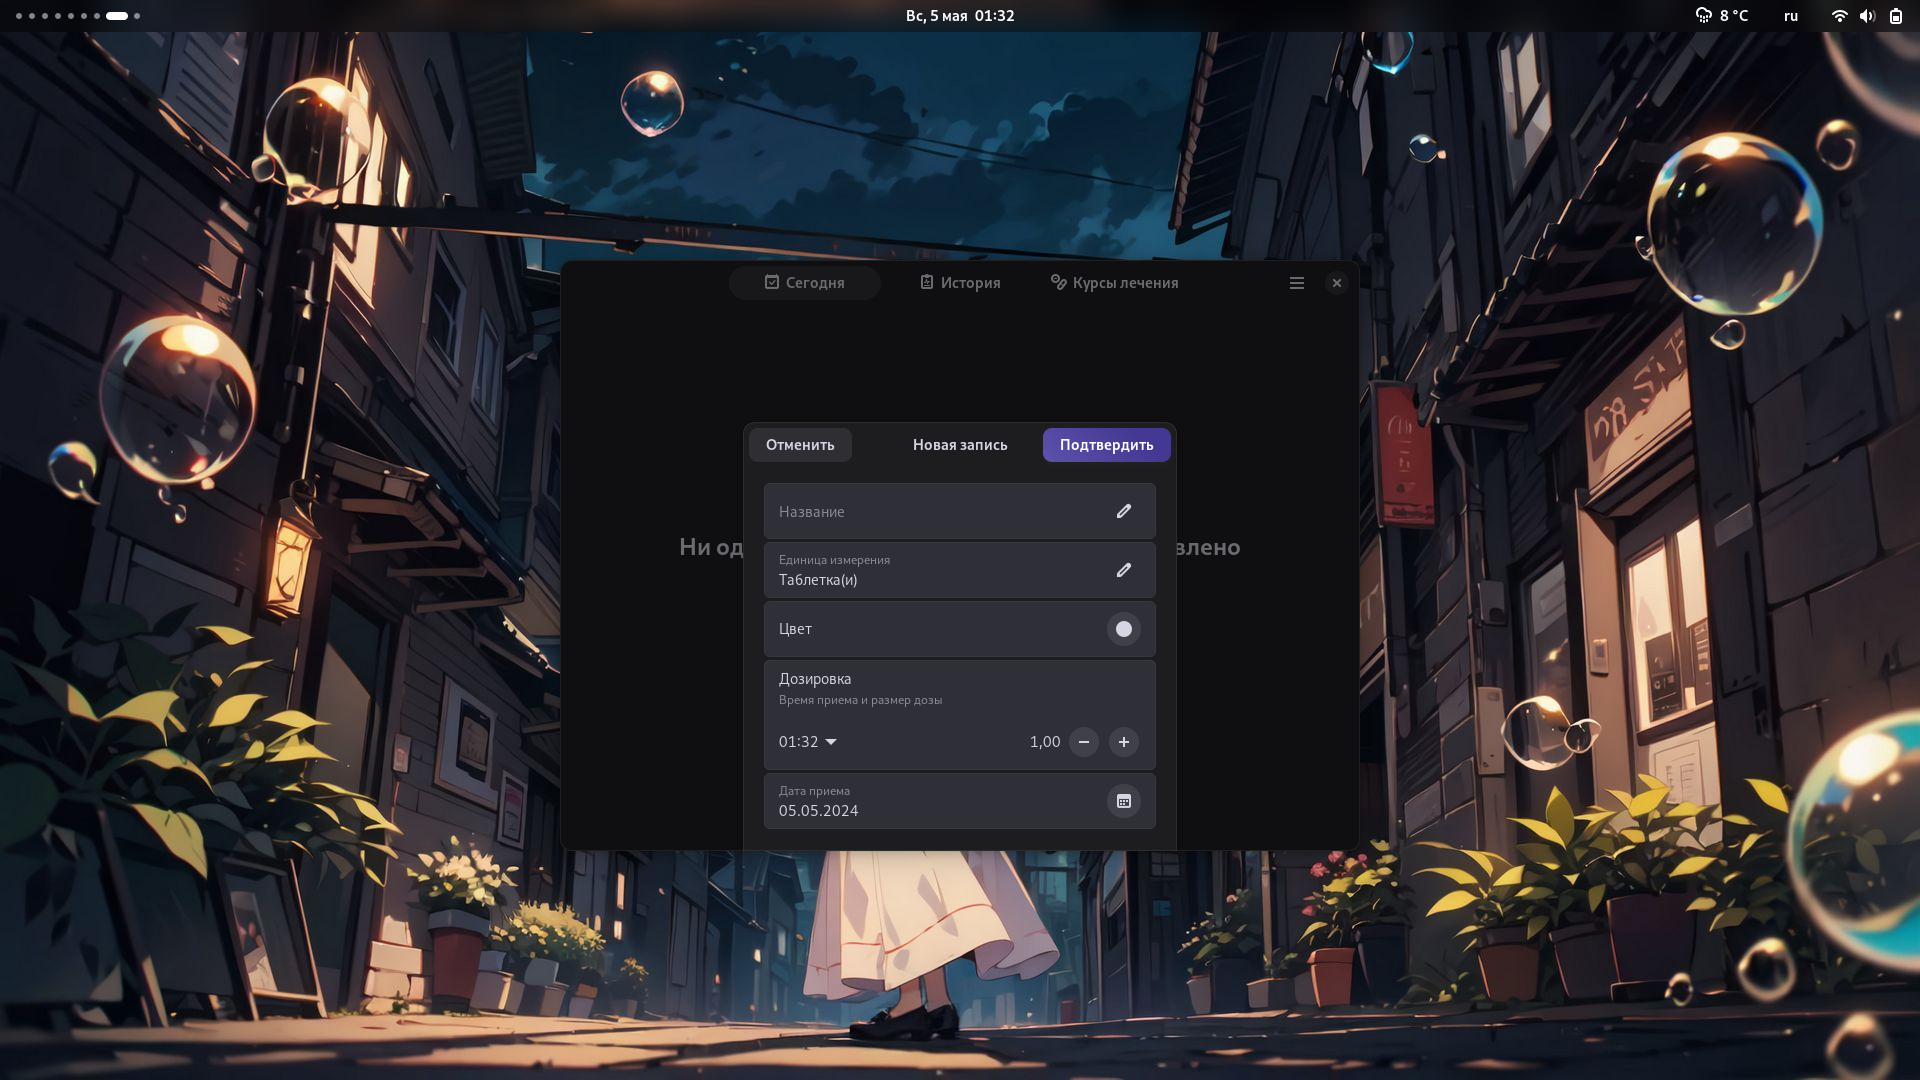 Вс, 5 мая 01:32
8 °C
ru
Сегодня
История
Курсы лечения
Отменить
Новая запись
Подтвердить
Название
Ни од
влено
Единица измерения
Таблетка(и)
Цвет
Дозировка
Время приема и размер дозы
01:32
1,00
Дата приема
05.05.2024